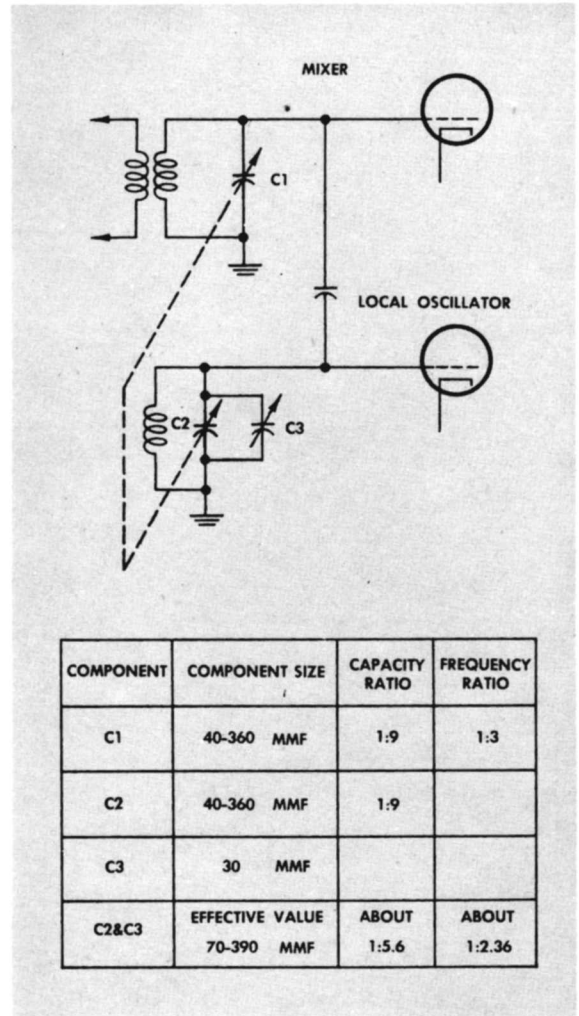 MIXER
C1
LOCAL OSCILLATOR
C2
C3
COMPONENT COMPONENT SIZE CAPACITY RATIO FREQUENCY RATIO
C1 40-360 MMF 1:9 1:3
C2 40-360 MMF 1:9
C3 30 MMF
C2&C3 EFFECTIVE VALUE 70-390 MMF ABOUT 1:5.6 ABOUT 1:2.36